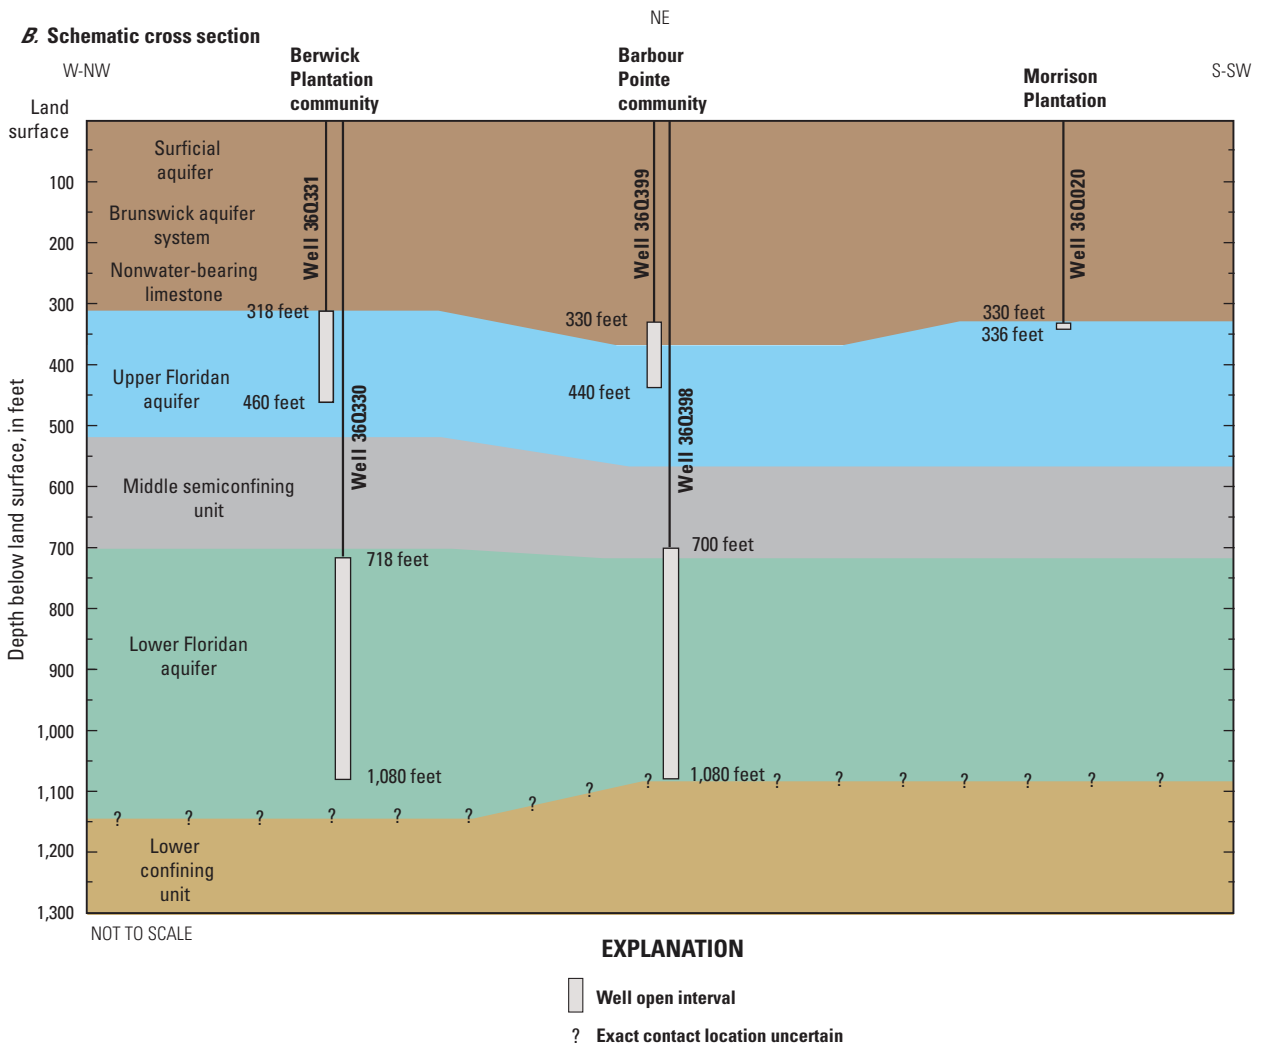 B. Schematic cross section
NE
W-NW
Berwick
Plantation
community
Barbour
Pointe
community
Morrison
Plantation
S-SW
Land
surface
Depth below land surface, in feet
100
200
300
400
500
600
700
800
900
1,000
1,100
1,200
1,300
Surficial
aquifer
Brunswick aquifer
system
Nonwater-bearing
limestone
Upper Floridan
aquifer
Middle semiconfining
unit
Lower Floridan
aquifer
Lower
confining
unit
Well 36Q331
318 feet
460 feet
Well 36Q330
718 feet
1,080 feet
Well 36Q399
330 feet
440 feet
Well 36Q398
700 feet
1,080 feet
Well 36Q020
330 feet
336 feet
? ? ? ? ? ? ? ? ? ? ? ? ? ? ? ?
NOT TO SCALE
EXPLANATION
Well open interval
? Exact contact location uncertain